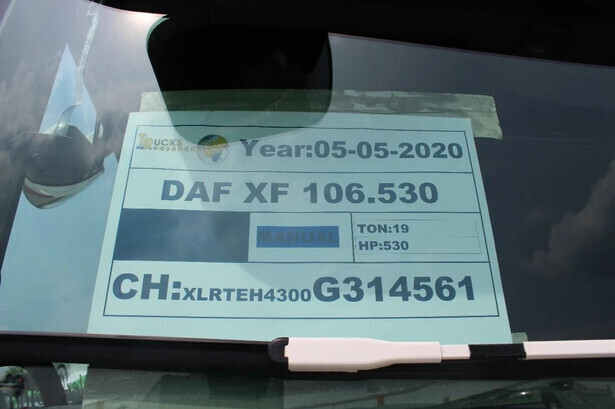 TRUCKS
Year:05-05-2020
DAF XF 106.530
MANUAL
TON:19
HP:530
CH:XLRTEH4300G314561